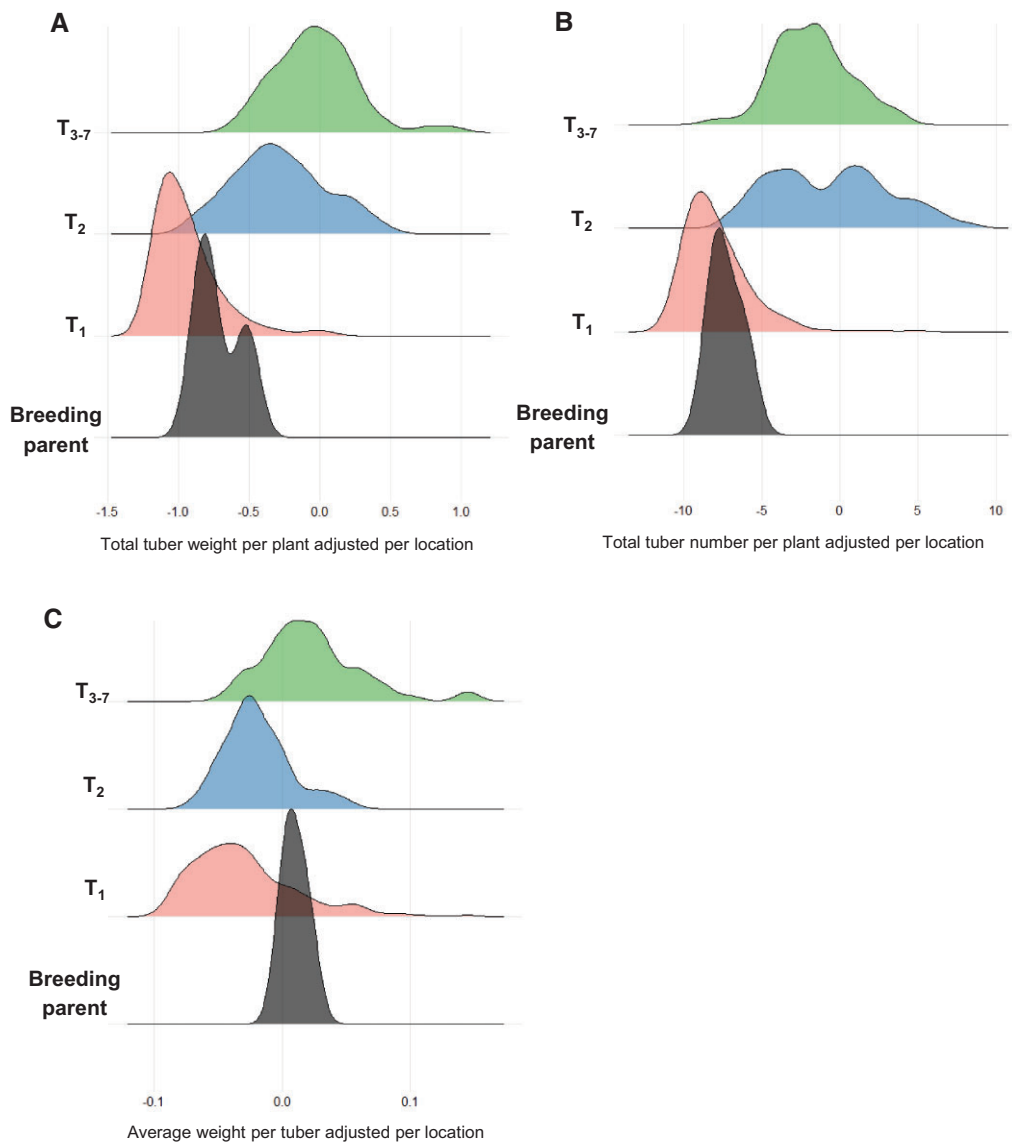 A
T3-7
T2
T1
Breeding
parent
-1.5 -1.0 -0.5 0.0 0.5 1.0
Total tuber weight per plant adjusted per location
B
T3-7
T2
T1
Breeding
parent
-10 -5 0 5 10
Total tuber number per plant adjusted per location
C
T3-7
T2
T1
Breeding
parent
-0.1 0.0 0.1
Average weight per tuber adjusted per location